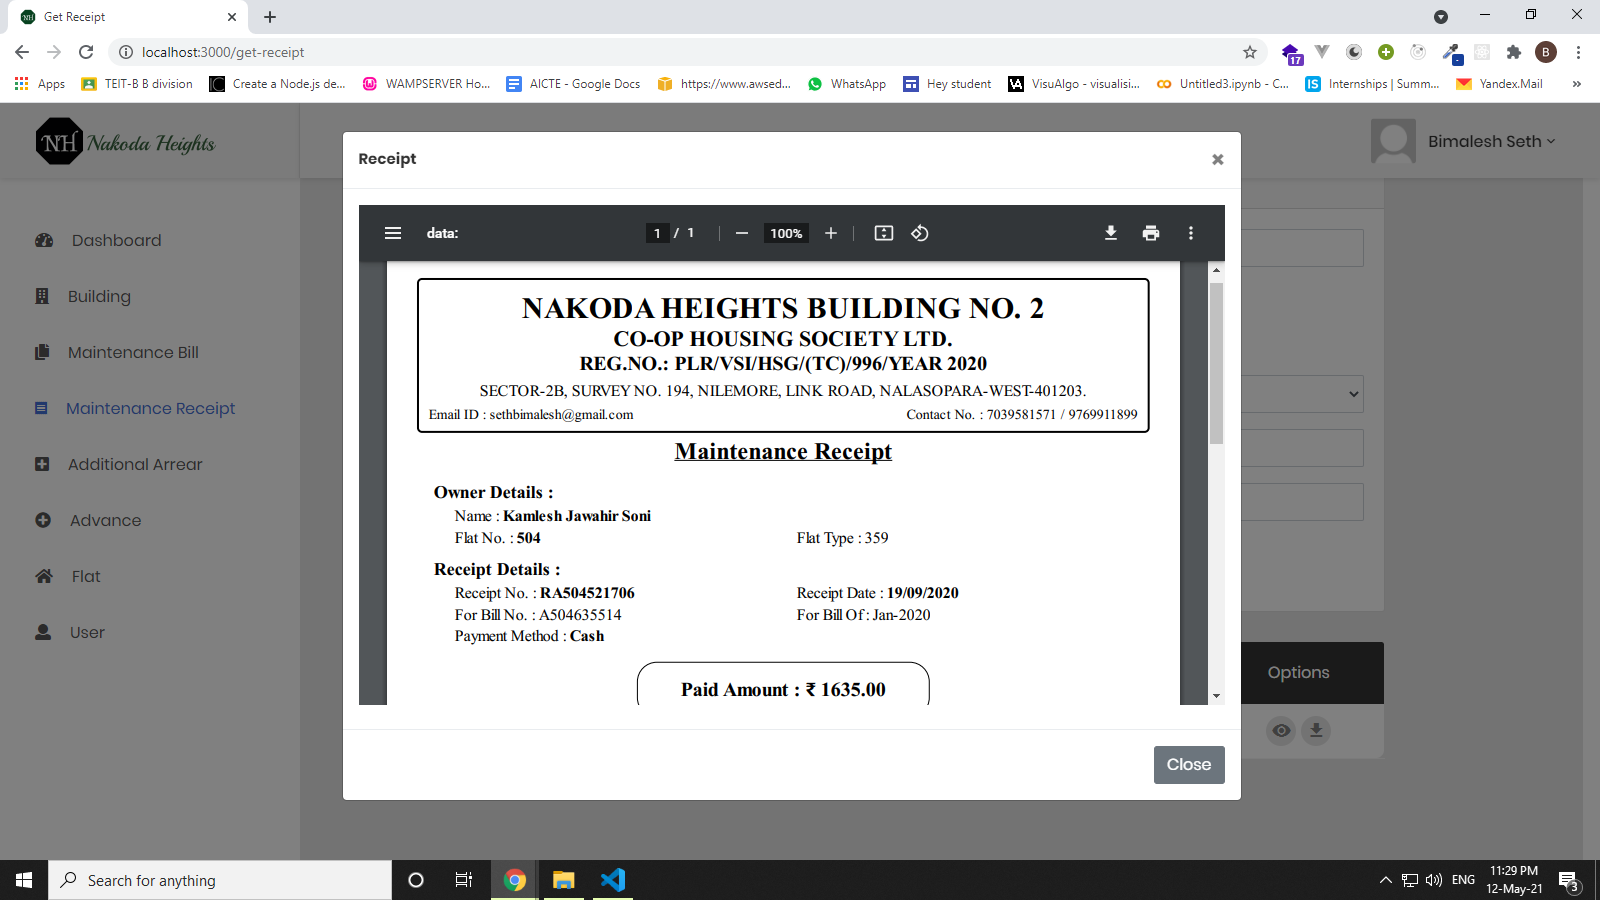 Get Receipt
localhost:3000/get-receipt
17
B
Apps
TEIT-B B division
Create a Node.js de...
WAMPSERVER Ho...
AICTE - Google Docs
https://www.awsed...
WhatsApp
Hey student
VisuAlgo - visualisi...
Untitled3.ipynb - C...
Internships | Summ...
Yandex.Mail
NH Nakoda Heights
Bimalesh Seth
Dashboard
Building
Maintenance Bill
Maintenance Receipt
Additional Arrear
Advance
Flat
User
Receipt
data:
1 / 1
100%
NAKODA HEIGHTS BUILDING NO. 2
CO-OP HOUSING SOCIETY LTD.
REG.NO.: PLR/VSI/HSG/(TC)/996/YEAR 2020
SECTOR-2B, SURVEY NO. 194, NILEMORE, LINK ROAD, NALASOPARA-WEST-401203.
Email ID : sethbimalesh@gmail.com Contact No. : 7039581571 / 9769911899
Maintenance Receipt
Owner Details :
Name : Kamlesh Jawahir Soni
Flat No. : 504 Flat Type : 359
Receipt Details :
Receipt No. : RA504521706 Receipt Date : 19/09/2020
For Bill No. : A504635514 For Bill Of : Jan-2020
Payment Method : Cash
Paid Amount : ₹ 1635.00
Options
Close
Search for anything
ENG
11:29 PM
12-May-21
3